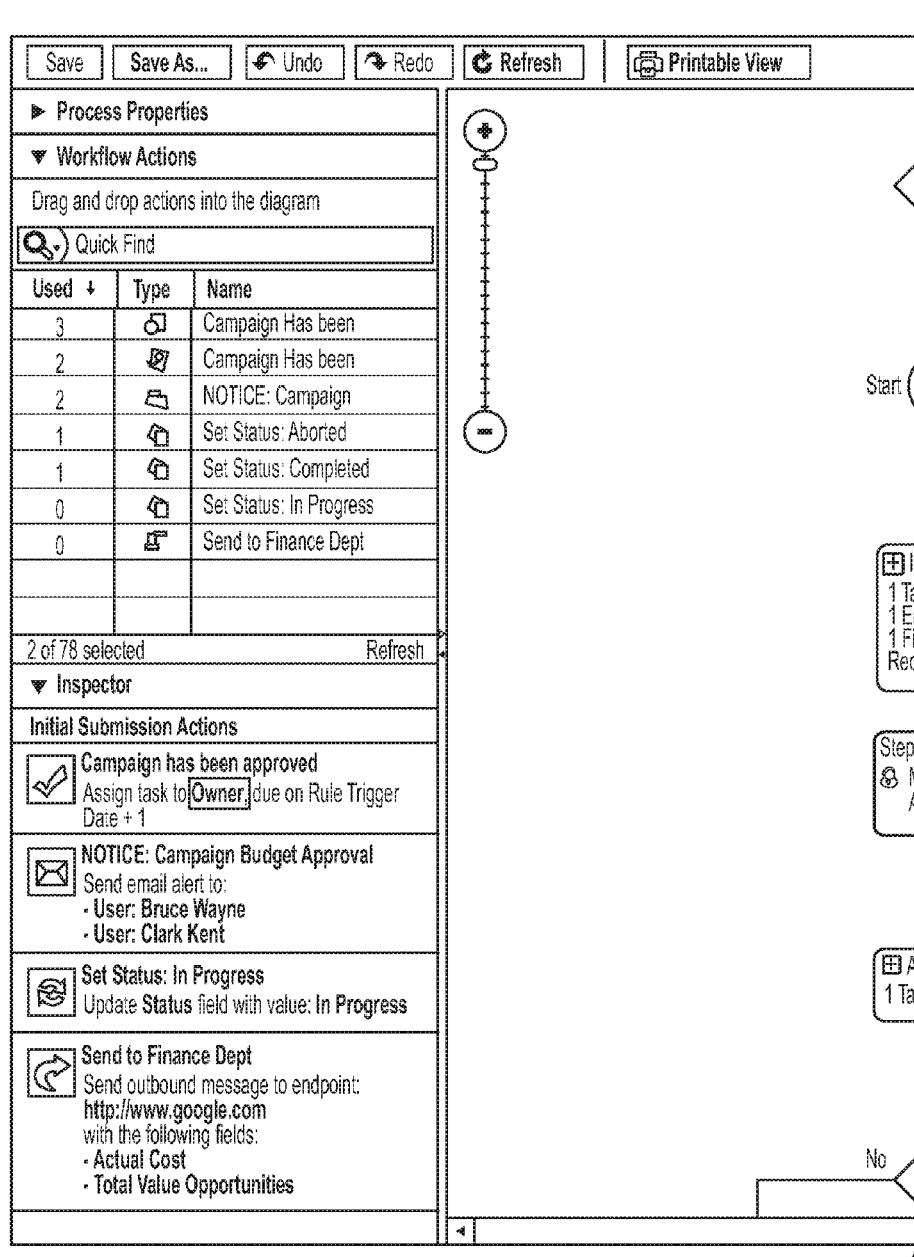 Save Save As... Undo Redo Refresh Printable View
Process Properties
Workflow Actions
Drag and drop actions into the diagram
Quick Find
Used Type Name
3 Campaign Has been
2 Campaign Has been
2 NOTICE: Campaign
1 Set Status: Aborted
1 Set Status: Completed
0 Set Status: In Progress
0 Send to Finance Dept
2 of 78 selected Refresh
Inspector
Initial Submission Actions
Campaign has been approved
Assign task to Owner, due on Rule Trigger
Date + 1
NOTICE: Campaign Budget Approval
Send email alert to:
- User: Bruce Wayne
- User: Clark Kent
Set Status: In Progress
Update Status field with value: In Progress
Send to Finance Dept
Send outbound message to endpoint:
http://www.google.com
with the following fields:
- Actual Cost
- Total Value Opportunities
Start
1
1
1
Step
1
No